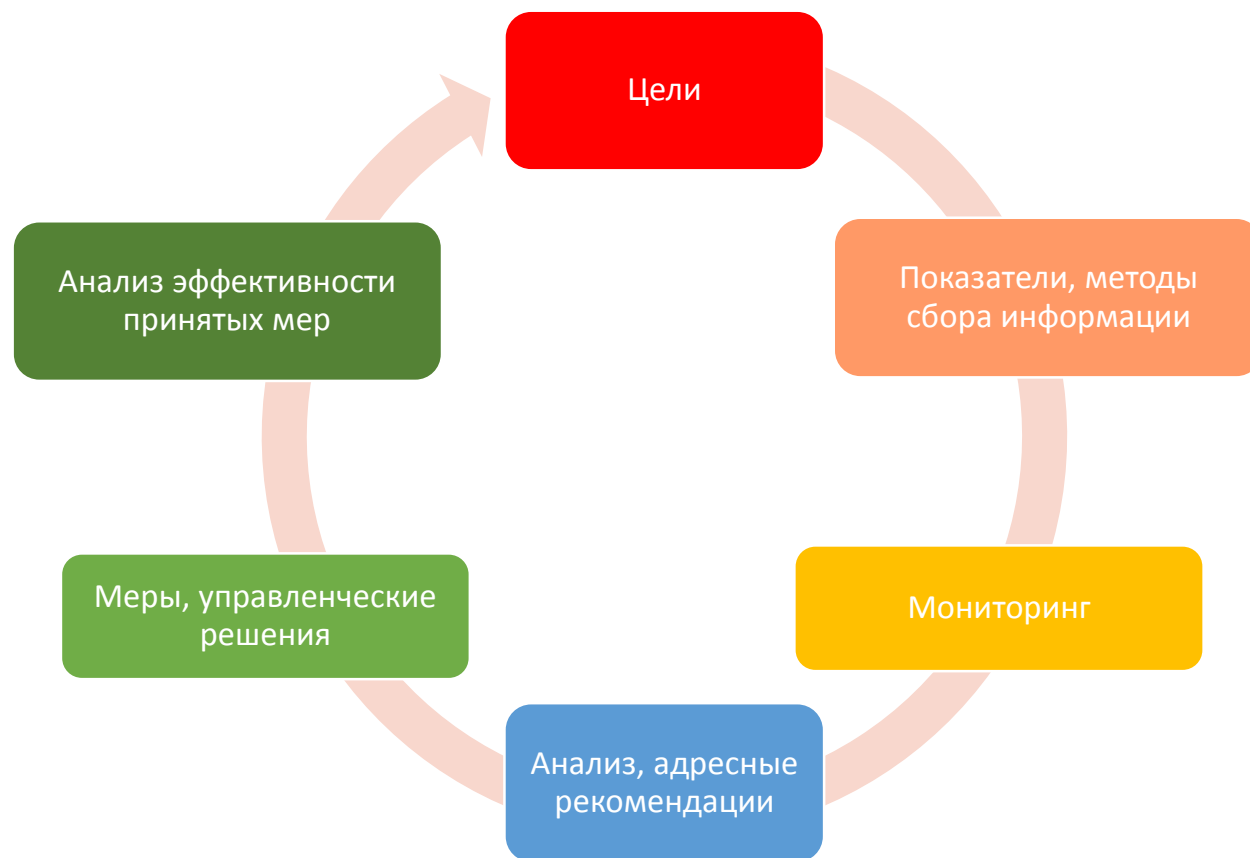 Цели
Показатели, методы
сбора информации
Мониторинг
Анализ, адресные
рекомендации
Меры, управленческие
решения
Анализ эффективности
принятых мер